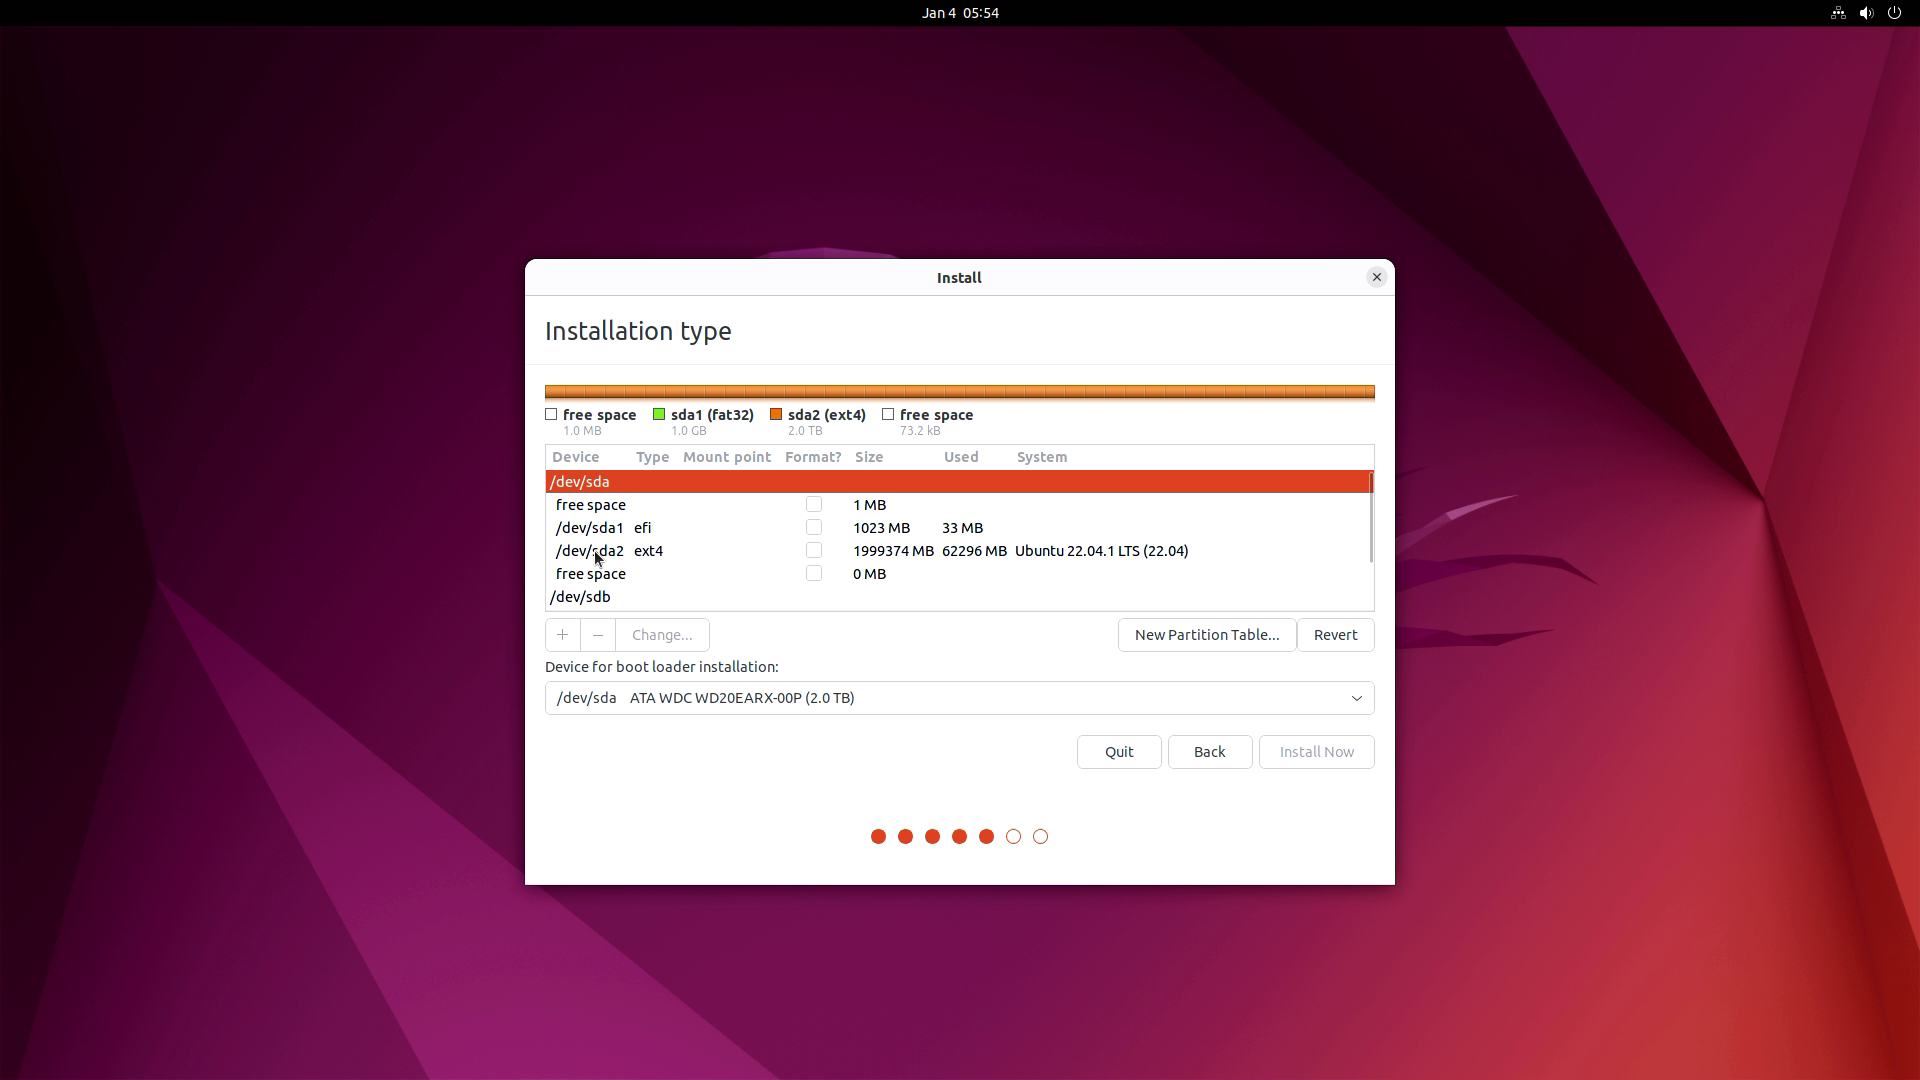 Jan 4 05:54
Install
Installation type
free space sda1 (fat32) sda2 (ext4) free space
1.0 MB 1.0 GB 2.0 TB 73.2 kB
Device Type Mount point Format? Size Used System
/dev/sda
free space 1 MB
/dev/sda1 efi 1023 MB 33 MB
/dev/sda2 ext4 1999374 MB 62296 MB Ubuntu 22.04.1 LTS (22.04)
free space 0 MB
/dev/sdb
+ − Change... New Partition Table... Revert
Device for boot loader installation:
/dev/sda ATA WDC WD20EARX-00P (2.0 TB)
Quit Back Install Now